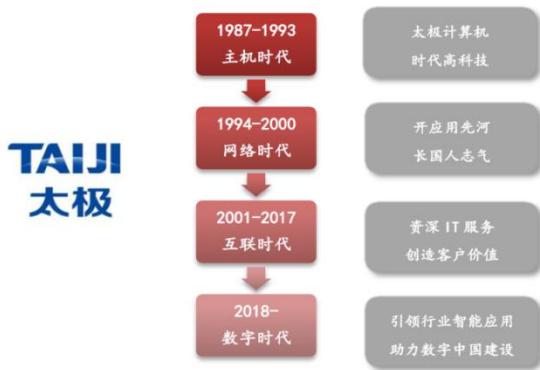 TAIJI
太极
1987-1993
主机时代
太极计算机
时代高科技
1994-2000
网络时代
开应用先河
长国人志气
2001-2017
互联时代
资深 IT 服务
创造客户价值
2018-
数字时代
引领行业智能应用
助力数字中国建设